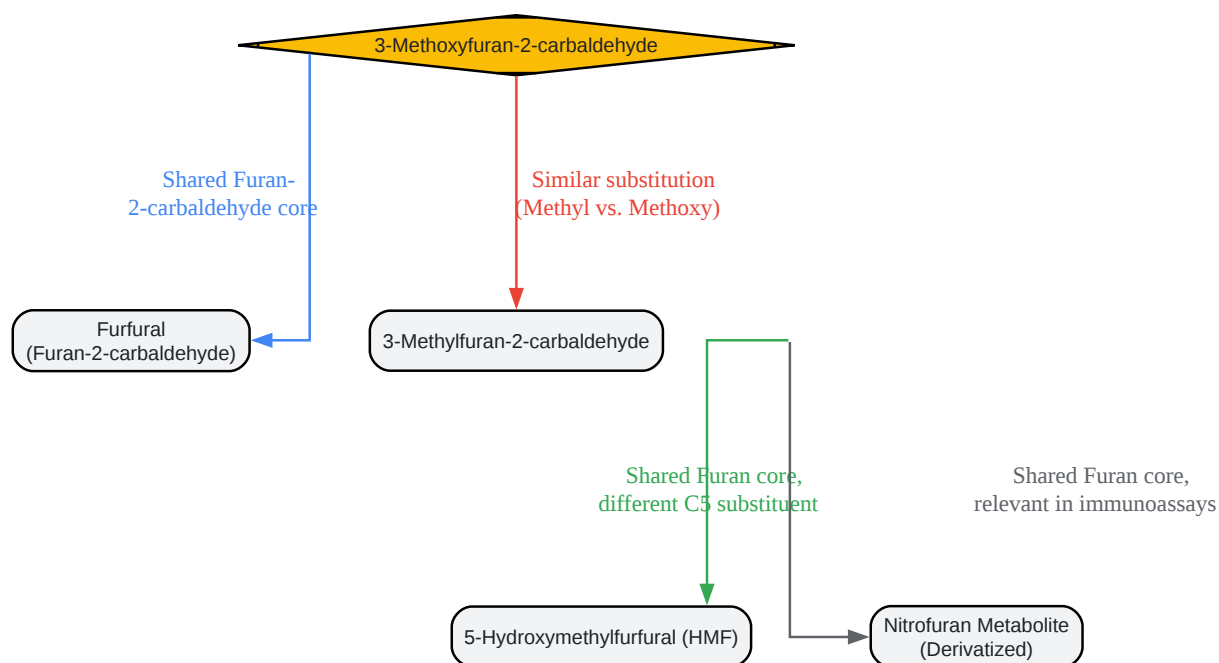 3-Methoxyfuran-2-carbaldehyde
Shared Furan-
2-carbaldehyde core
Similar substitution
(Methyl vs. Methoxy)
Furfural
(Furan-2-carbaldehyde)
3-Methylfuran-2-carbaldehyde
Shared Furan core,
different C5 substituent
Shared Furan core,
relevant in immunoassays
5-Hydroxymethylfurfural (HMF)
Nitrofuran Metabolite
(Derivatized)